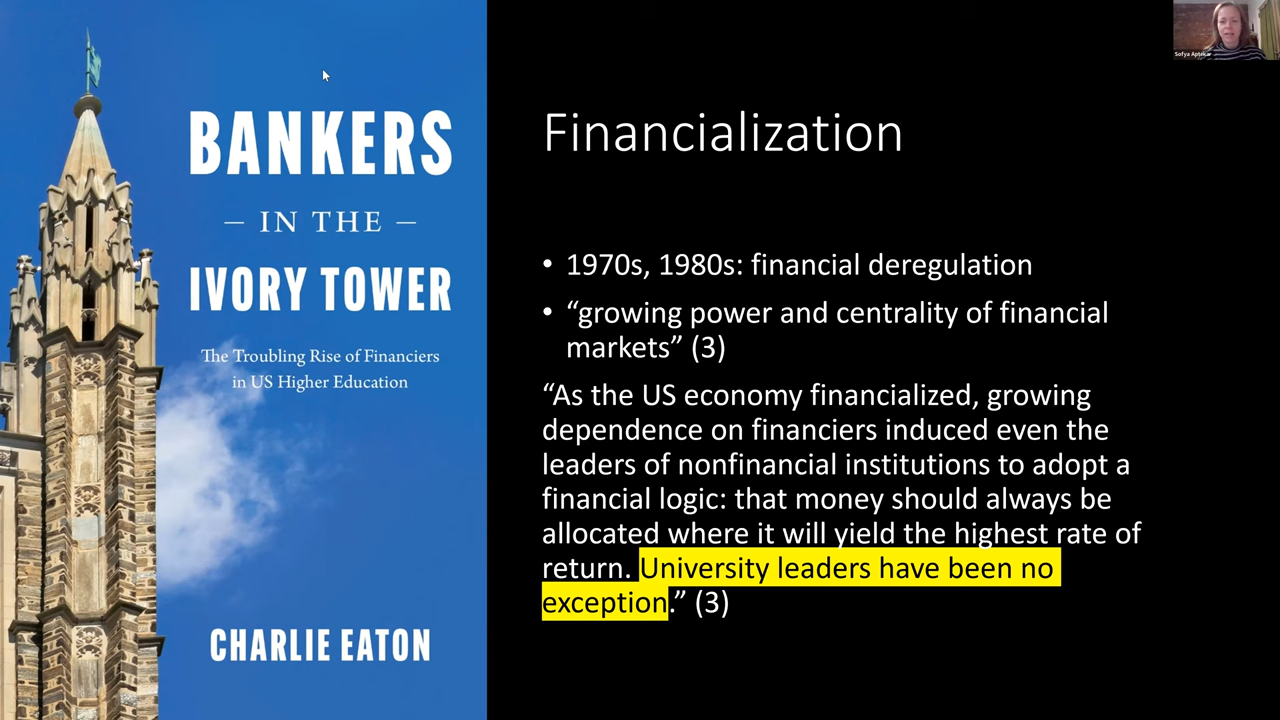 BANKERS
– IN THE –
IVORY TOWER
The Troubling Rise of Financiers
in US Higher Education
CHARLIE EATON
Financialization
• 1970s, 1980s: financial deregulation
• “growing power and centrality of financial
markets” (3)
“As the US economy financialized, growing
dependence on financiers induced even the
leaders of nonfinancial institutions to adopt a
financial logic: that money should always be
allocated where it will yield the highest rate of
return. University leaders have been no
exception.” (3)
Sofya Aptekar